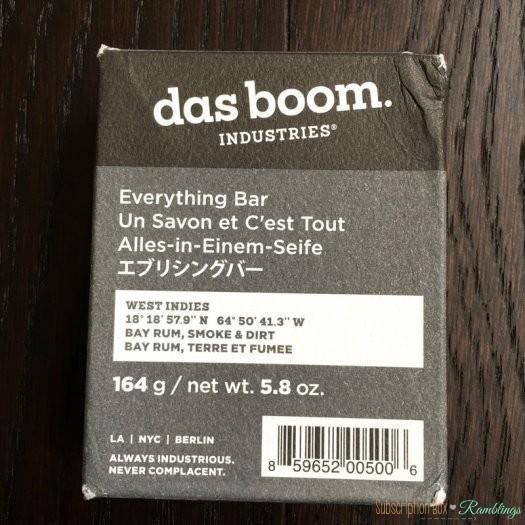 das boom.
INDUSTRIES®
Everything Bar
Un Savon et C'est Tout
Alles-in-Einem-Seife
エブリシングバー
WEST INDIES
18° 18' 57.9" N 64° 50' 41.3" W
BAY RUM, SMOKE & DIRT
BAY RUM, TERRE ET FUMEE
164 g / net wt. 5.8 oz.
LA | NYC | BERLIN
ALWAYS INDUSTRIOUS.
NEVER COMPLACENT.
8 59652 00500 6
Subscription Box ♥ Ramblings